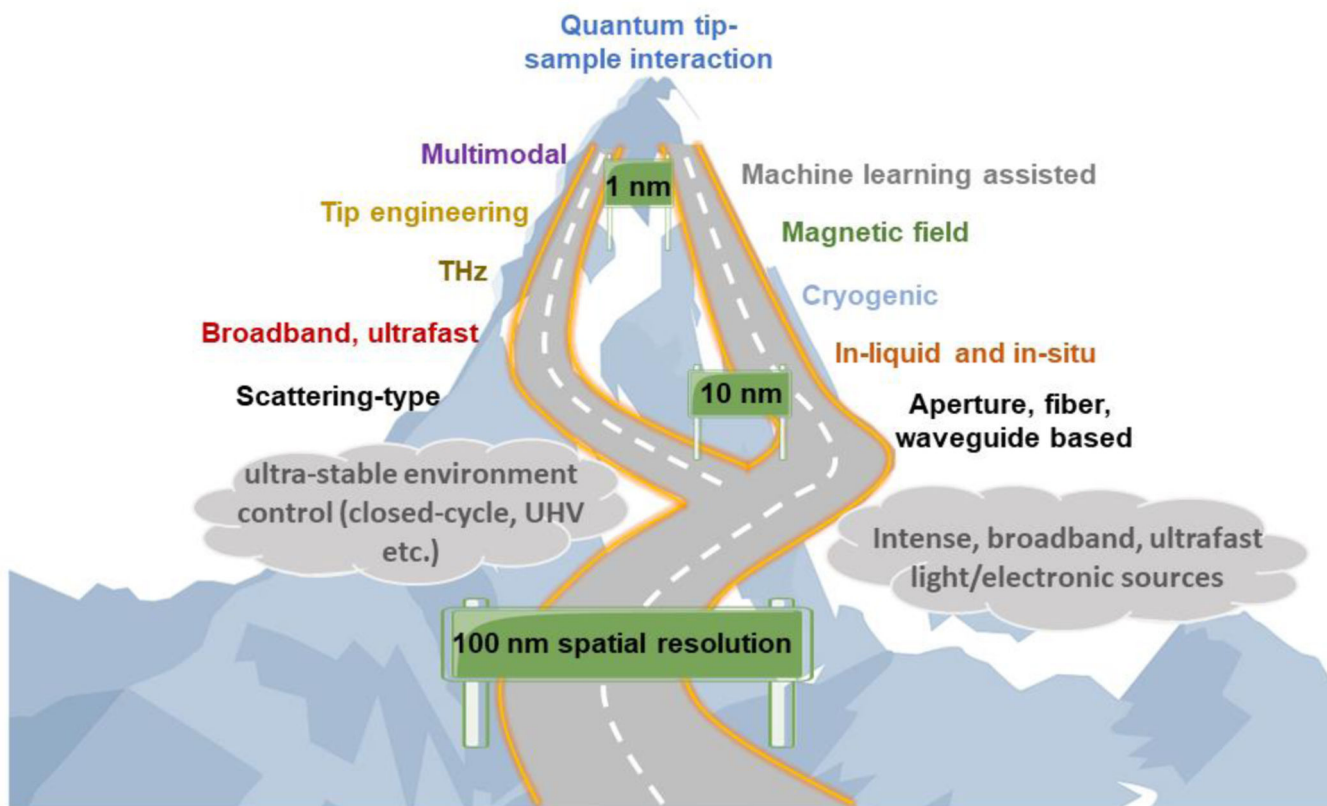 Quantum tip-
sample interaction
Multimodal
1 nm
Machine learning assisted
Tip engineering
Magnetic field
THz
Cryogenic
Broadband, ultrafast
In-liquid and in-situ
Scattering-type
10 nm
Aperture, fiber,
waveguide based
ultra-stable environment
control (closed-cycle, UHV
etc.)
Intense, broadband, ultrafast
light/electronic sources
100 nm spatial resolution